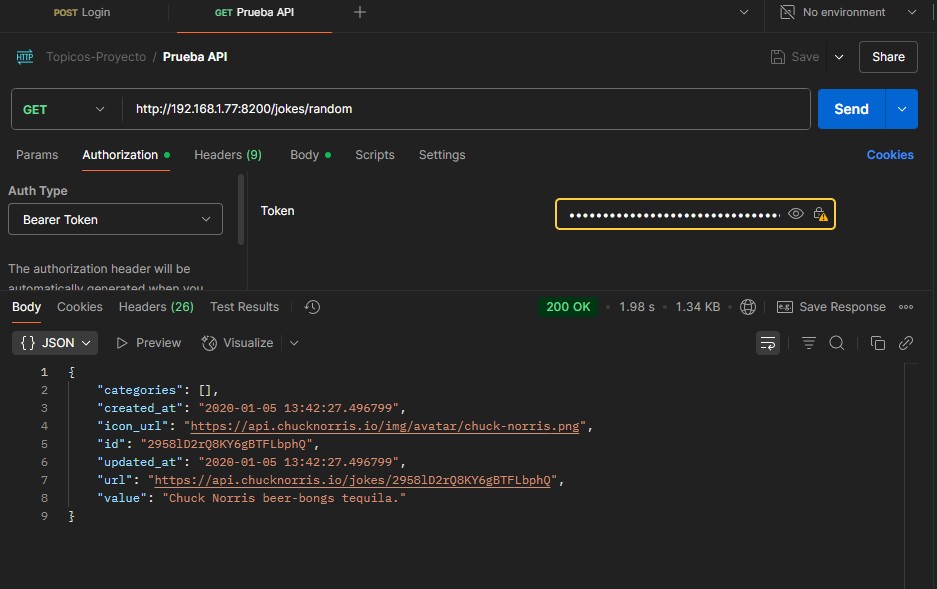 POST Login
GET Prueba API
No environment
HTTP Topicos-Proyecto / Prueba API
Save
Share
GET
http://192.168.1.77:8200/jokes/random
Send
Params
Authorization
Headers (9)
Body
Scripts
Settings
Cookies
Auth Type
Bearer Token
Token
The authorization header will be
automatically generated when you
Body
Cookies
Headers (26)
Test Results
200 OK
1.98 s
1.34 KB
e.g. Save Response
{} JSON
Preview
Visualize
1 {
2 "categories": [],
3 "created_at": "2020-01-05 13:42:27.496799",
4 "icon_url": "https://api.chucknorris.io/img/avatar/chuck-norris.png",
5 "id": "2958lD2rQ8KY6gBTFLbphQ",
6 "updated_at": "2020-01-05 13:42:27.496799",
7 "url": "https://api.chucknorris.io/jokes/2958lD2rQ8KY6gBTFLbphQ",
8 "value": "Chuck Norris beer-bongs tequila."
9 }